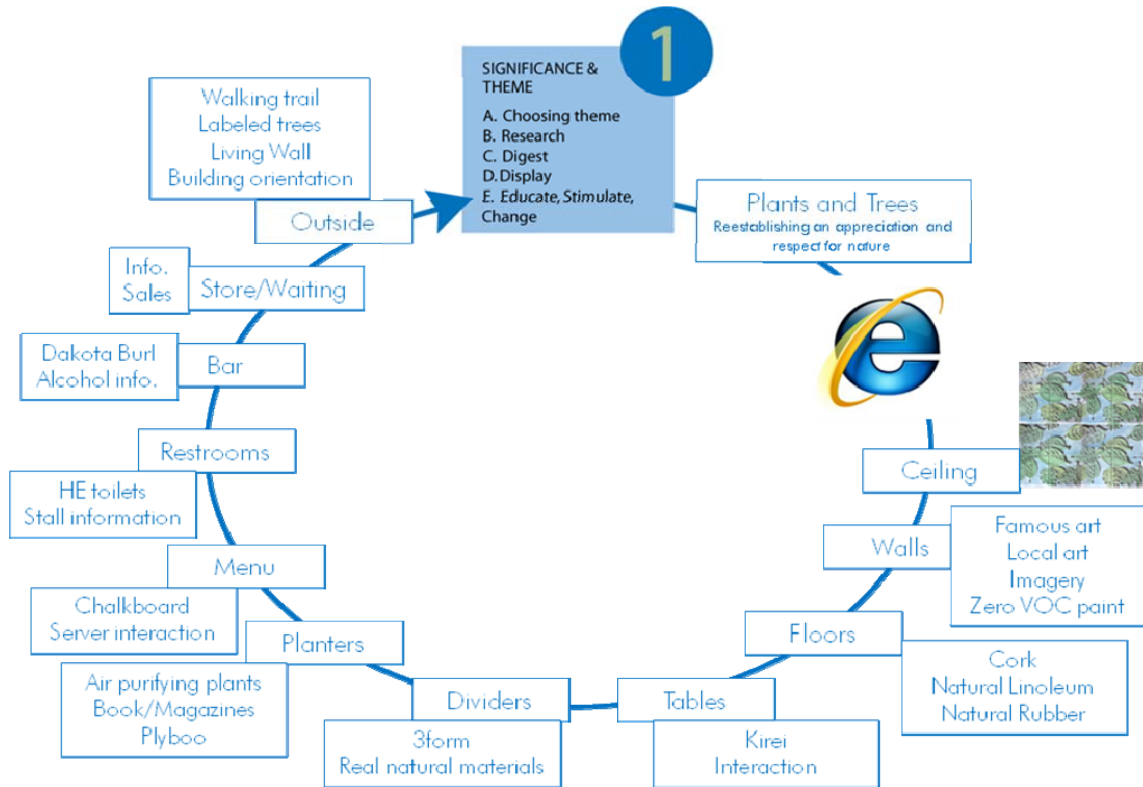 1
SIGNIFICANCE &
THEME
A. Choosing theme
B. Research
C. Digest
D. Display
E. Educate, Stimulate,
Change
Plants and Trees
Reestablishing an appreciation and
respect for nature
e
Ceiling
Walls
Famous art
Local art
Imagery
Zero VOC paint
Floors
Cork
Natural Linoleum
Natural Rubber
Tables
Kirei
Interaction
Dividers
3form
Real natural materials
Planters
Air purifying plants
Book/Magazines
Plyboo
Menu
Chalkboard
Server interaction
Restrooms
HE toilets
Stall information
Bar
Dakota Burl
Alcohol info.
Store/Waiting
Info.
Sales
Outside
Walking trail
Labeled trees
Living Wall
Building orientation